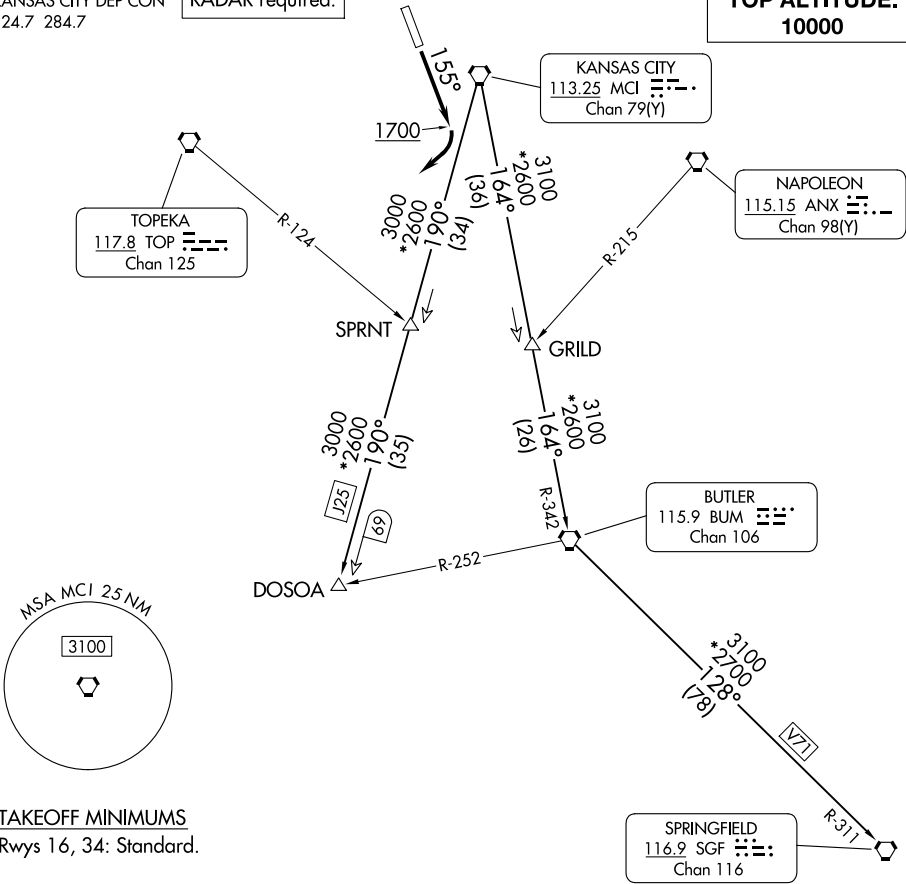 KANSAS CITY DEP CON
24.7 284.7
RADAR required.
TOP ALTITUDE:
10000
155°
1700
KANSAS CITY
113.25 MCI
Chan 79(Y)
NAPOLEON
115.15 ANX
Chan 98(Y)
TOPEKA
117.8 TOP
Chan 125
R-124
R-215
3000
*2600
190°
(34)
3100
*2600
164°
(36)
SPRNT
GRILD
3000
*2600
190°
(35)
3100
*2600
164°
(26)
J25
69
R-342
BUTLER
115.9 BUM
Chan 106
R-252
DOSOA
MSA MCI 25 NM
3100
3100
*2700
128°
(78)
V71
R-311
TAKEOFF MINIMUMS
Rwys 16, 34: Standard.
SPRINGFIELD
116.9 SGF
Chan 116